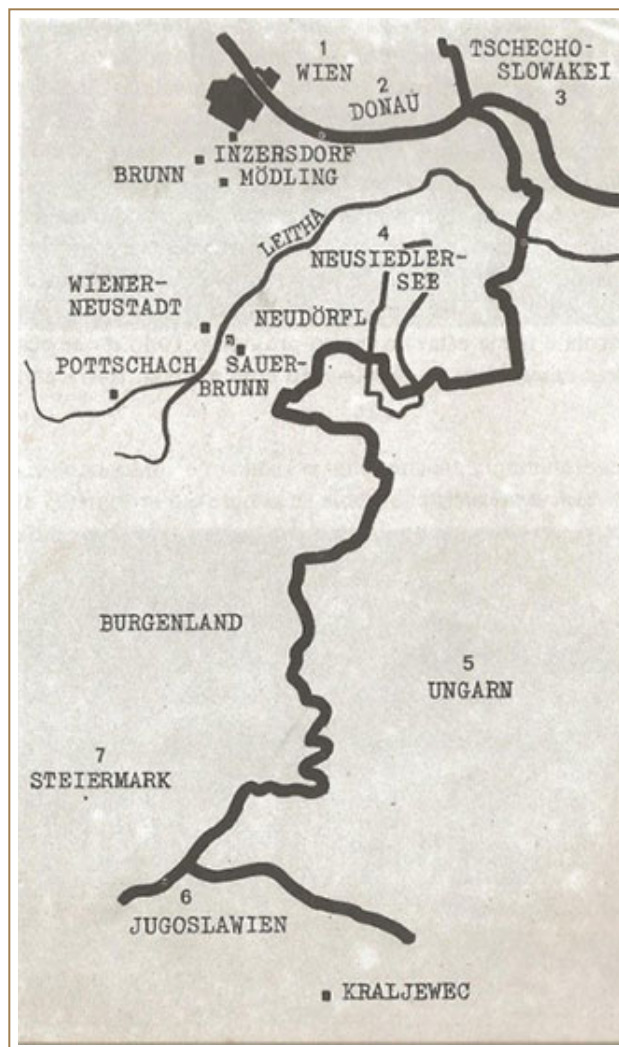 1
WIEN
TSCHECHO-
SLOWAKEI
3
2
DONAU
INZERSDORF
BRUNN
MÖDLING
LEITHA
4
NEUSIEDLER-
SEE
WIENER-
NEUSTADT
NEUDÖRFL
POTTSCHACH
SAUER-
BRUNN
BURGENLAND
5
UNGARN
7
STEIERMARK
6
JUGOSLAWIEN
KRALJEWEC